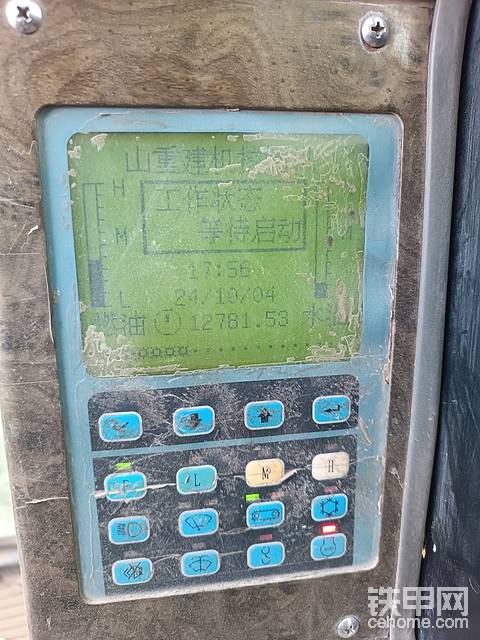 山重建机
H
工作状态
M
M
等待启动
17:56
L
24/10/04
燃油
12781.53
水温
L
M
H
铁甲网
cehome.com